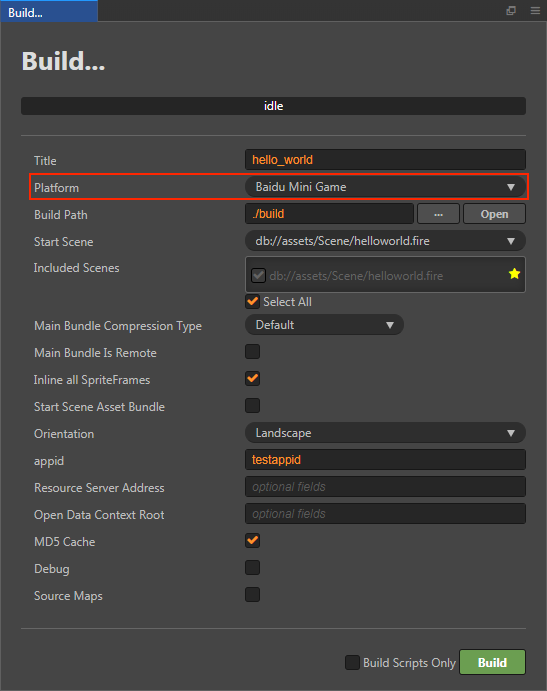 Build...
Build...
idle
Title hello_world
Platform Baidu Mini Game
Build Path ./build ... Open
Start Scene db://assets/Scene/helloworld.fire
Included Scenes db://assets/Scene/helloworld.fire
Select All
Main Bundle Compression Type Default
Main Bundle Is Remote
Inline all SpriteFrames
Start Scene Asset Bundle
Orientation Landscape
appid testappid
Resource Server Address optional fields
Open Data Context Root optional fields
MD5 Cache
Debug
Source Maps
Build Scripts Only Build